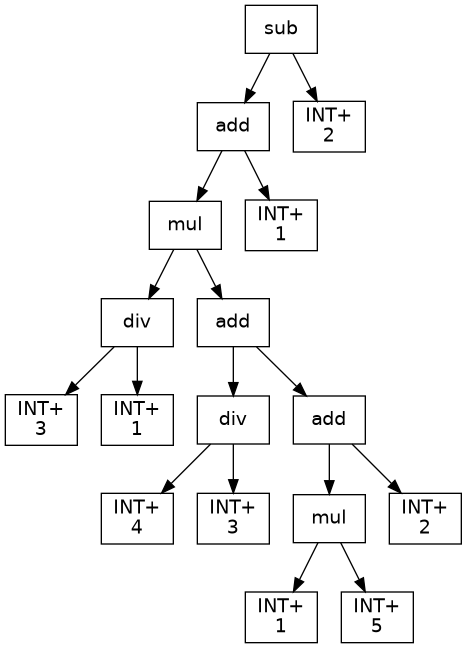 sub
add
INT+
2
mul
INT+
1
div
add
INT+
3
INT+
1
div
add
INT+
4
INT+
3
mul
INT+
2
INT+
1
INT+
5